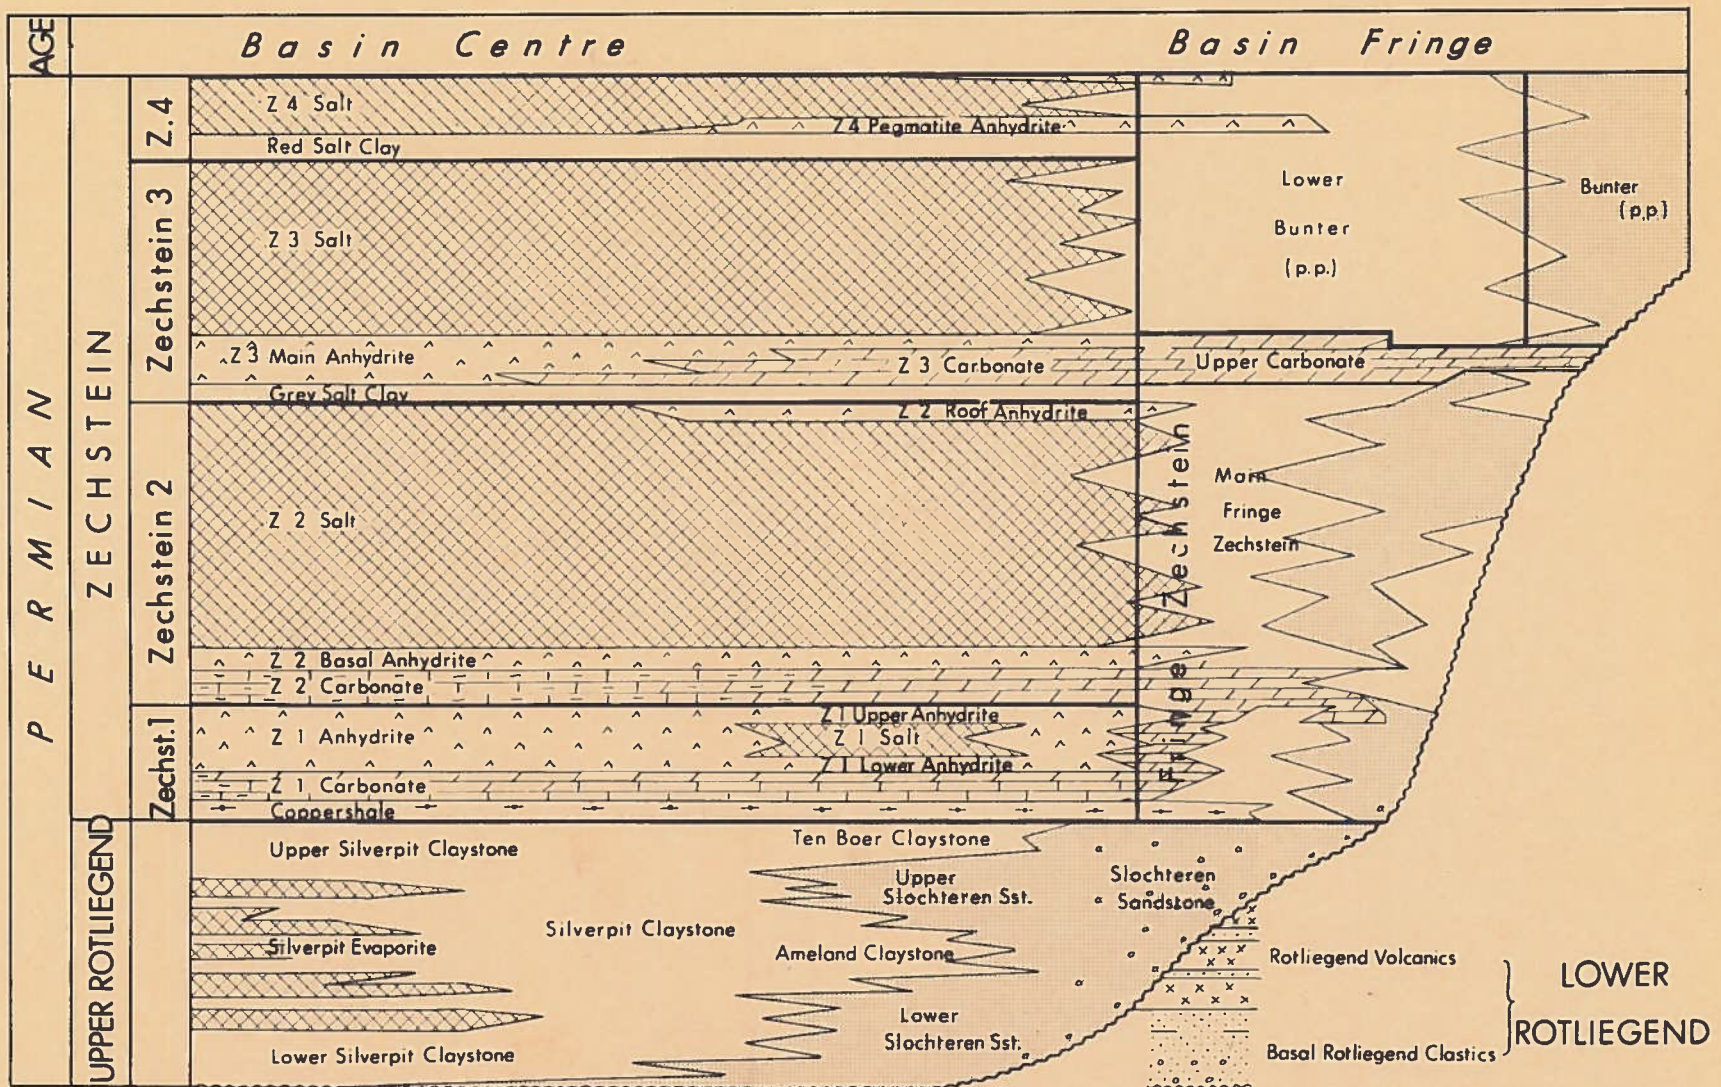 AGE
Basin Centre
Basin Fringe
PERMIAN
ZECHSTEIN
UPPER ROTLIEGEND
Z.4
Zechstein 3
Zechstein 2
Zechst.1
Z 4 Salt
Z4 Pegmatite Anhydrite
Red Salt Clay
Z 3 Salt
Lower
Bunter
(p.p.)
Bunter
(p.p)
Z 3 Main Anhydrite
Z 3 Carbonate
Upper Carbonate
Grey Salt Clay
Z 2 Roof Anhydrite
Z 2 Salt
Fringe Zechstein
Main
Fringe
Zechstein
Z 2 Basal Anhydrite
Z 2 Carbonate
Z 1 Upper Anhydrite
Z 1 Anhydrite
Z 1 Salt
Z 1 Lower Anhydrite
Z 1 Carbonate
Coppershale
Upper Silverpit Claystone
Ten Boer Claystone
Upper
Slochteren Sst.
Slochteren
Sandstone
Silverpit Claystone
Silverpit Evaporite
Ameland Claystone
Rotliegend Volcanics
Lower
Slochteren Sst.
Lower Silverpit Claystone
Basal Rotliegend Clastics
LOWER
ROTLIEGEND